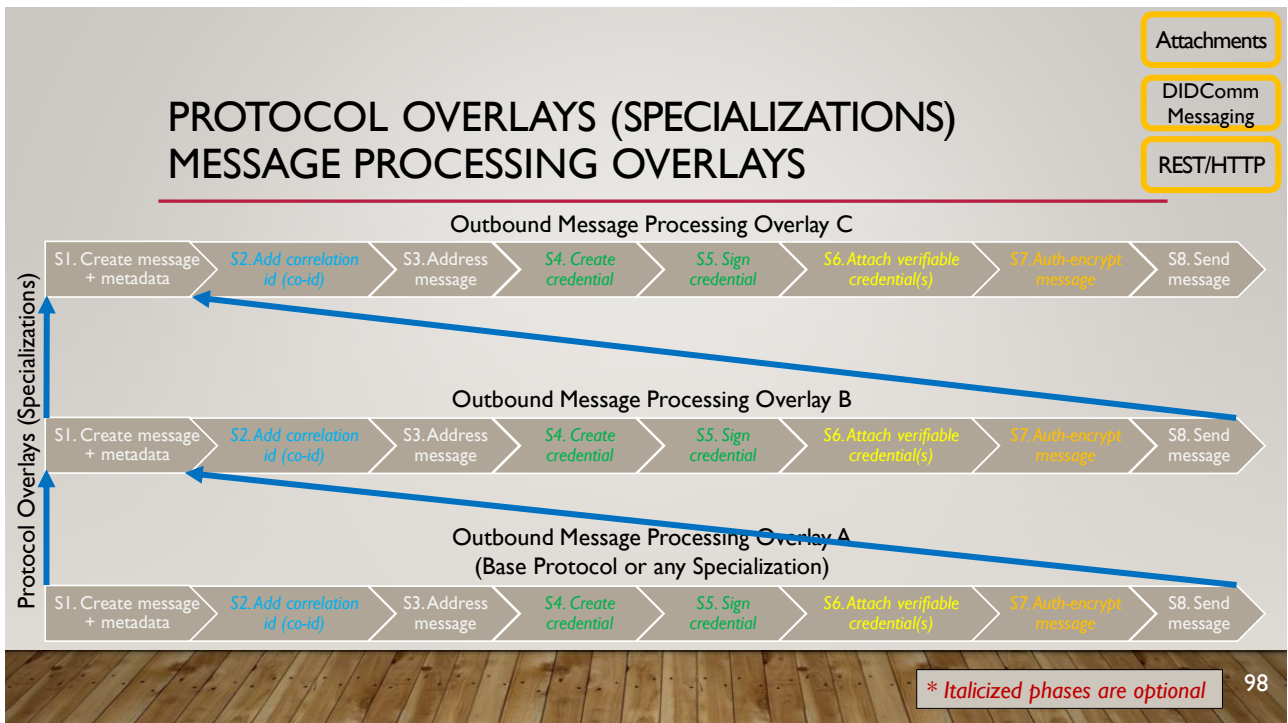 Attachments
DIDComm
Messaging
REST/HTTP
PROTOCOL OVERLAYS (SPECIALIZATIONS)
MESSAGE PROCESSING OVERLAYS
Protocol Overlays (Specializations)
Outbound Message Processing Overlay C
S1. Create message
+ metadata
S2. Add correlation
id (co-id)
S3. Address
message
S4. Create
credential
S5. Sign
credential
S6. Attach verifiable
credential(s)
S7. Auth-encrypt
message
S8. Send
message
Outbound Message Processing Overlay B
S1. Create message
+ metadata
S2. Add correlation
id (co-id)
S3. Address
message
S4. Create
credential
S5. Sign
credential
S6. Attach verifiable
credential(s)
S7. Auth-encrypt
message
S8. Send
message
Outbound Message Processing Overlay A
(Base Protocol or any Specialization)
S1. Create message
+ metadata
S2. Add correlation
id (co-id)
S3. Address
message
S4. Create
credential
S5. Sign
credential
S6. Attach verifiable
credential(s)
S7. Auth-encrypt
message
S8. Send
message
* Italicized phases are optional
98